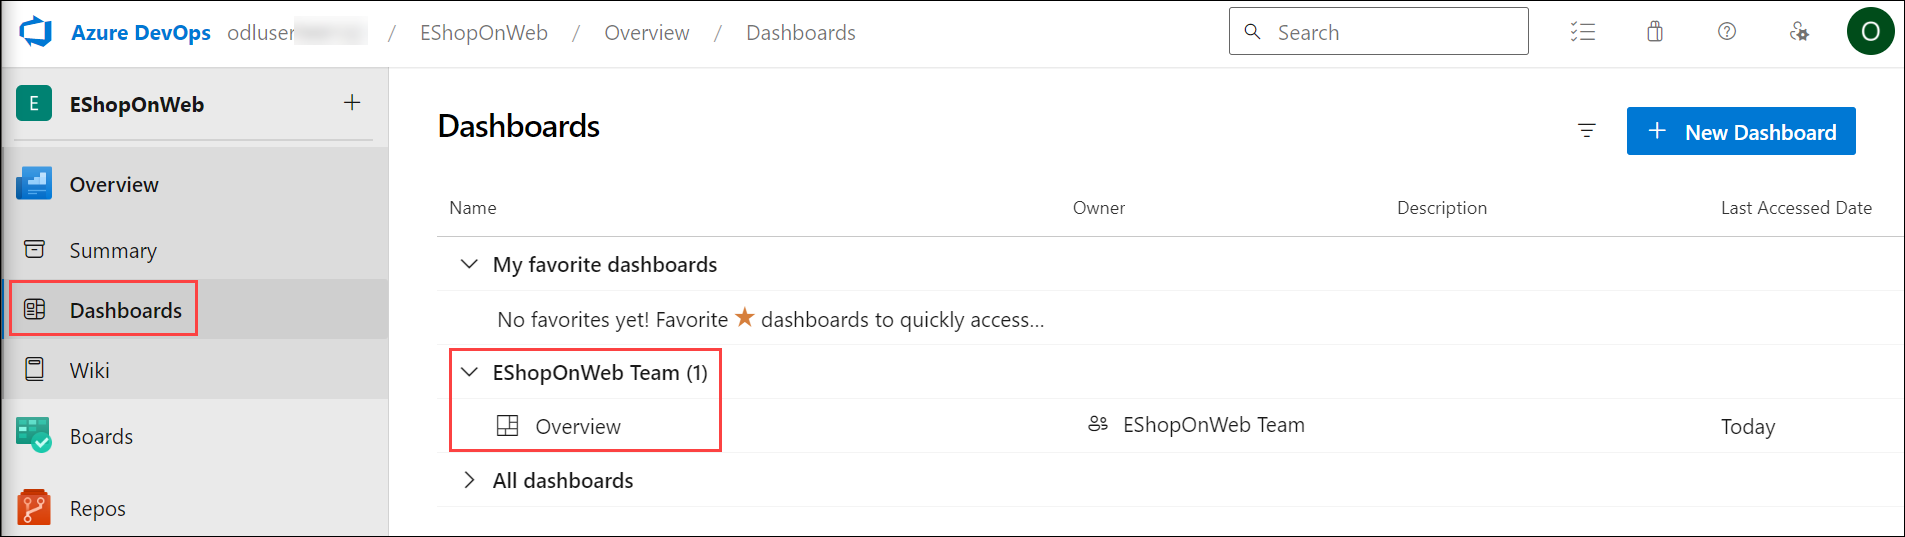 Azure DevOps odluser / EShopOnWeb / Overview / Dashboards Search O
E EShopOnWeb +
Dashboards + New Dashboard
Overview
Name Owner Description Last Accessed Date
Summary
My favorite dashboards
Dashboards
No favorites yet! Favorite ★ dashboards to quickly access...
Wiki
EShopOnWeb Team (1)
Overview EShopOnWeb Team Today
Boards
All dashboards
Repos